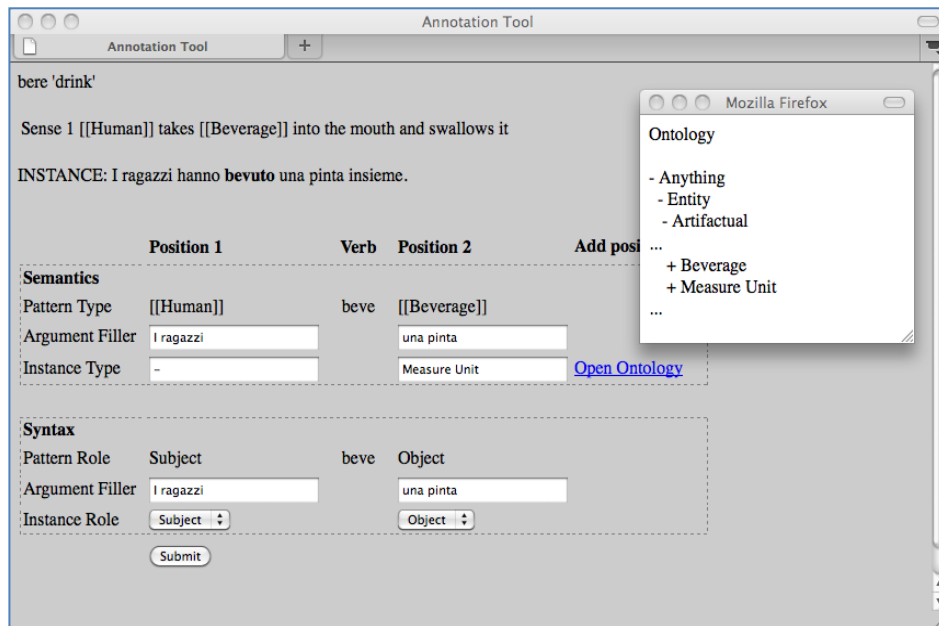 Annotation Tool
Annotation Tool
+
bere 'drink'
Sense 1 [[Human]] takes [[Beverage]] into the mouth and swallows it
INSTANCE: I ragazzi hanno bevuto una pinta insieme.
Position 1 Verb Position 2 Add posi
Semantics
Pattern Type [[Human]] beve [[Beverage]]
Argument Filler I ragazzi una pinta
Instance Type – Measure Unit Open Ontology
Syntax
Pattern Role Subject beve Object
Argument Filler I ragazzi una pinta
Instance Role Subject Object
Submit
Mozilla Firefox
Ontology
- Anything
- Entity
- Artifactual
...
+ Beverage
+ Measure Unit
...